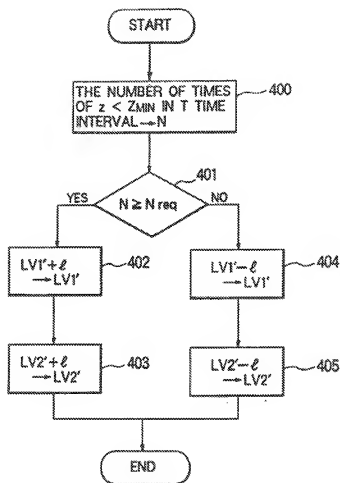 START
THE NUMBER OF TIMES
OF z < ZMIN IN T TIME
INTERVAL→N
400
401
YES
N ≧ N req
NO
LV1'+ℓ
→LV1'
402
LV1'−ℓ
→LV1'
404
LV2'+ℓ
→LV2'
403
LV2'−ℓ
→LV2'
405
END